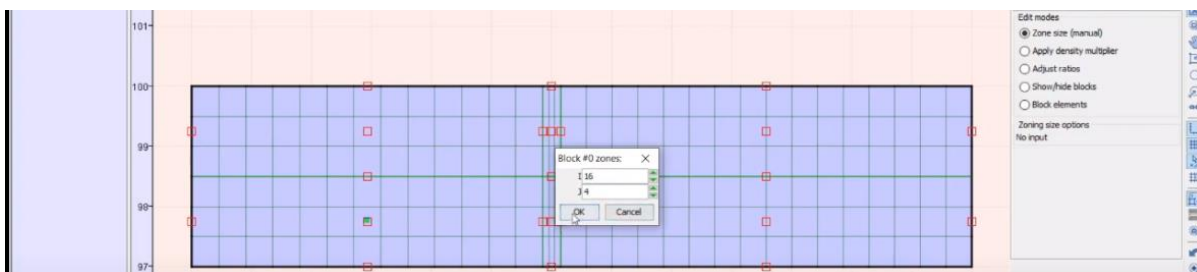 101
100
99
98
97
Block #0 zones:
I 16
J 4
OK
Cancel
Edit modes
Zone size (manual)
Apply density multiplier
Adjust ratios
Show/hide blocks
Block elements
Zoning size options
No input